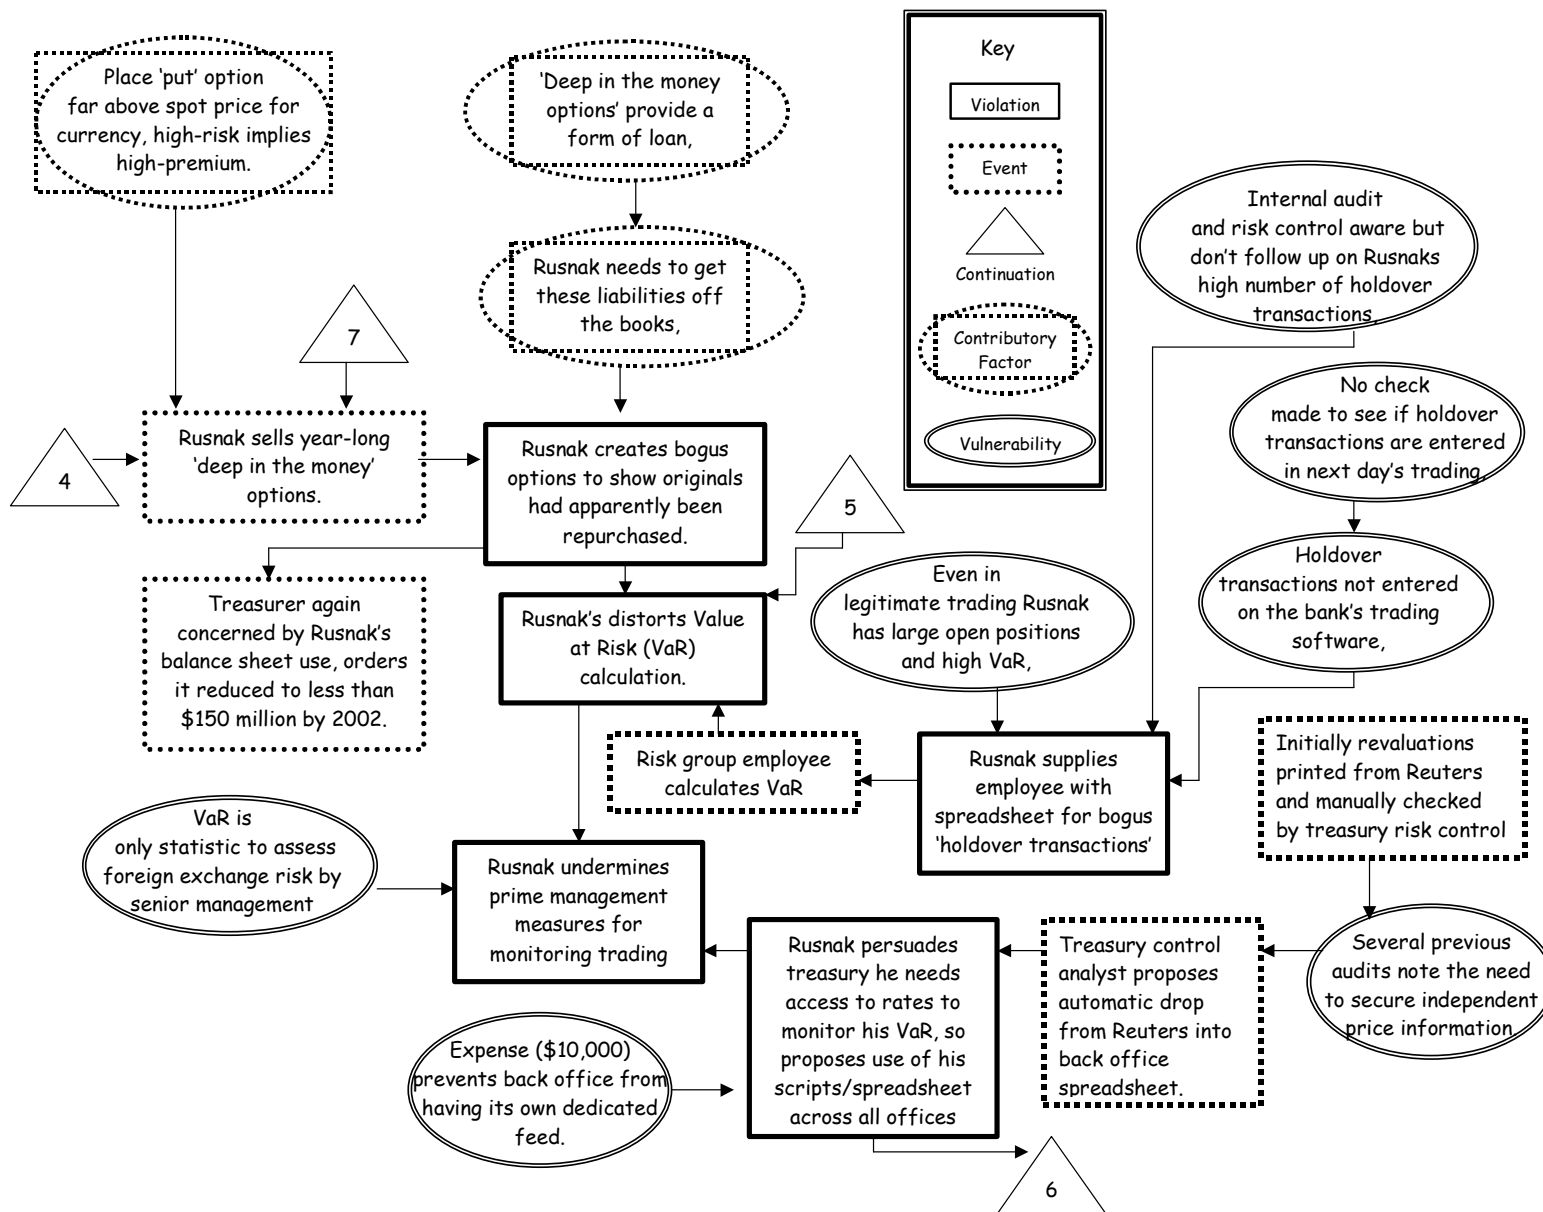 Place ‘put’ option
far above spot price for
currency, high-risk implies
high-premium.
‘Deep in the money
options’ provide a
form of loan,
Key
Violation
Event
Continuation
Contributory
Factor
Vulnerability
Internal audit
and risk control aware but
don’t follow up on Rusnaks
high number of holdover
transactions,
Rusnak needs to get
these liabilities off
the books,
7
No check
made to see if holdover
transactions are entered
in next day’s trading,
4
Rusnak sells year-long
‘deep in the money’
options.
Rusnak creates bogus
options to show originals
had apparently been
repurchased.
5
Holdover
transactions not entered
on the bank’s trading
software,
Treasurer again
concerned by Rusnak’s
balance sheet use, orders
it reduced to less than
$150 million by 2002.
Rusnak’s distorts Value
at Risk (VaR)
calculation.
Even in
legitimate trading Rusnak
has large open positions
and high VaR,
Risk group employee
calculates VaR
Rusnak supplies
employee with
spreadsheet for bogus
‘holdover transactions’
Initially revaluations
printed from Reuters
and manually checked
by treasury risk control
VaR is
only statistic to assess
foreign exchange risk by
senior management
Rusnak undermines
prime management
measures for
monitoring trading
Rusnak persuades
treasury he needs
access to rates to
monitor his VaR, so
proposes use of his
scripts/spreadsheet
across all offices
Treasury control
analyst proposes
automatic drop
from Reuters into
back office
spreadsheet.
Several previous
audits note the need
to secure independent
price information,
Expense ($10,000)
prevents back office from
having its own dedicated
feed.
6